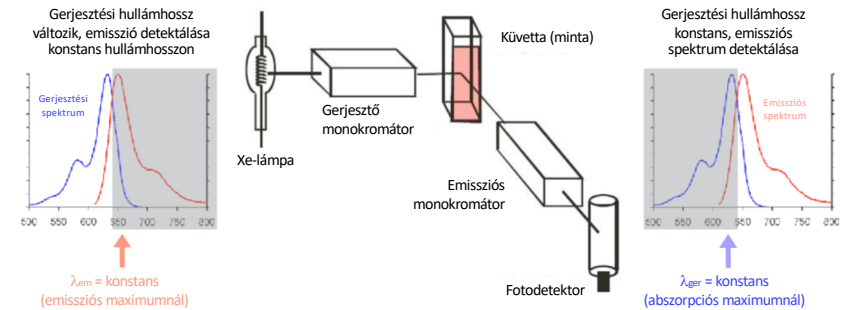 Gerjesztési hullámhossz
változik, emisszió detektálása
konstans hullámhosszon
Gerjesztési
spektrum
500 550 600 650 700 750 800
λem = konstans
(emissziós maximumnál)
Xe-lámpa
Gerjesztő
monokromátor
Küvetta (minta)
Emissziós
monokromátor
Fotodetektor
Gerjesztési hullámhossz
konstans, emissziós
spektrum detektálása
Emissziós
spektrum
500 550 600 650 700 750 800
λger = konstans
(abszorpciós maximumnál)